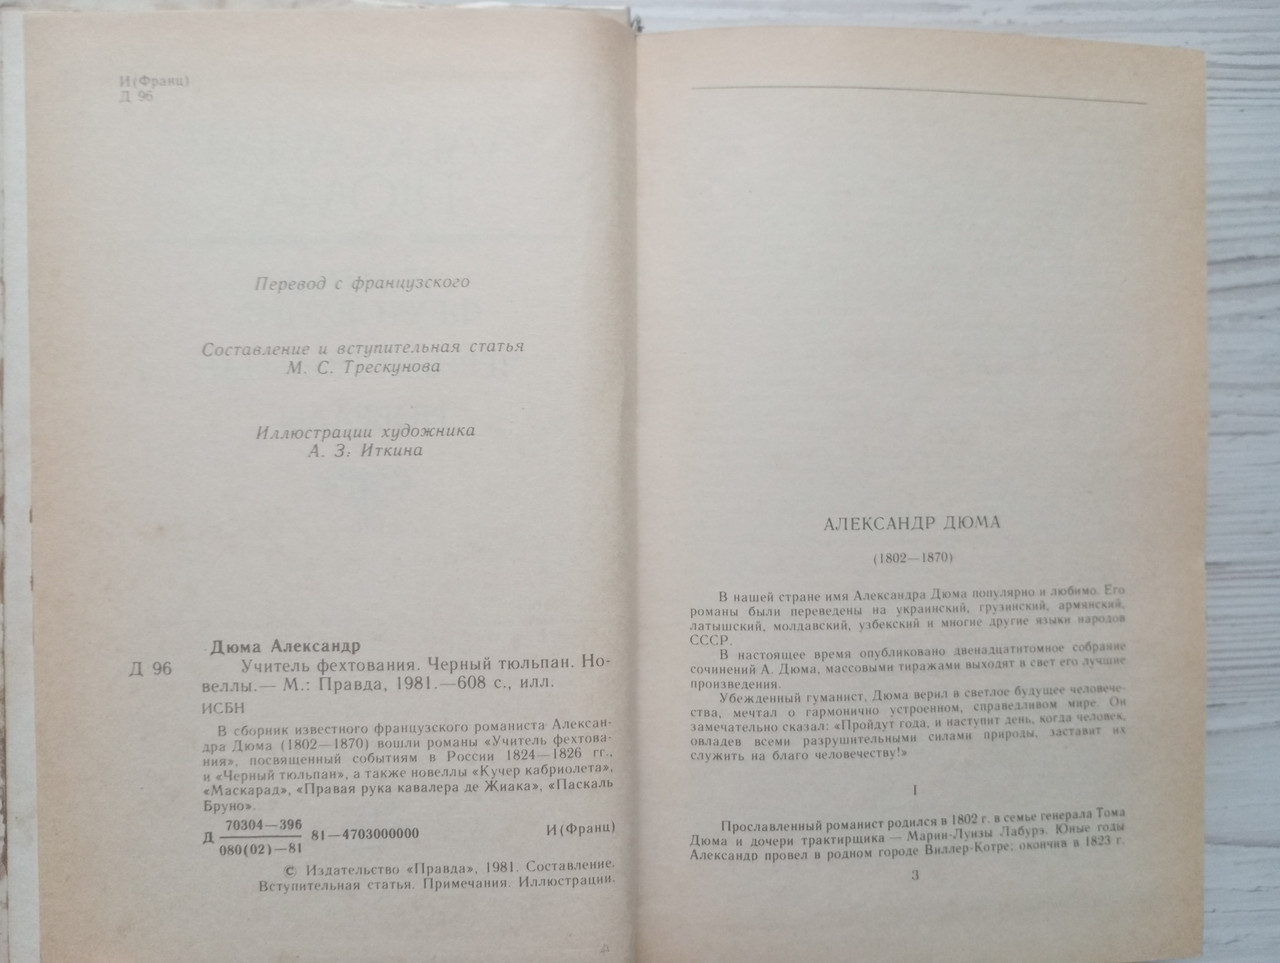 И(Франц)
Д 96
Перевод с французского
Составление и вступительная статья
М. С. Трескунова
Иллюстрации художника
А. З. Иткина
Дюма Александр
Д 96 Учитель фехтования. Черный тюльпан. Но-
веллы.— М.: Правда, 1981.—608 с., илл.
ИСБН
В сборник известного французского романиста Алексан-
дра Дюма (1802—1870) вошли романы «Учитель фехтова-
ния», посвященный событиям в России 1824—1826 гг.,
и «Черный тюльпан», а также новеллы «Кучер кабриолета»,
«Маскарад», «Правая рука кавалера де Жиака», «Паскаль
Бруно».
70304—396
Д 81—4703000000 И(Франц)
080(02)—81
© Издательство «Правда», 1981. Составление.
Вступительная статья. Примечания. Иллюстрации.
АЛЕКСАНДР ДЮМА
(1802—1870)
В нашей стране имя Александра Дюма популярно и любимо. Его
романы были переведены на украинский, грузинский, армянский,
латышский, молдавский, узбекский и многие другие языки народов
СССР.
В настоящее время опубликовано двенадцатитомное собрание
сочинений А. Дюма, массовыми тиражами выходят в свет его лучшие
произведения.
Убежденный гуманист, Дюма верил в светлое будущее человече-
ства, мечтал о гармонично устроенном, справедливом мире. Он
замечательно сказал: «Пройдут года, и наступит день, когда человек,
овладев всеми разрушительными силами природы, заставит их
служить на благо человечеству!»
I
Прославленный романист родился в 1802 г. в семье генерала Тома
Дюма и дочери трактирщика — Марии-Луизы Лабурэ. Юные годы
Александр провел в родном городе Виллер-Котре; окончив в 1823 г.
3